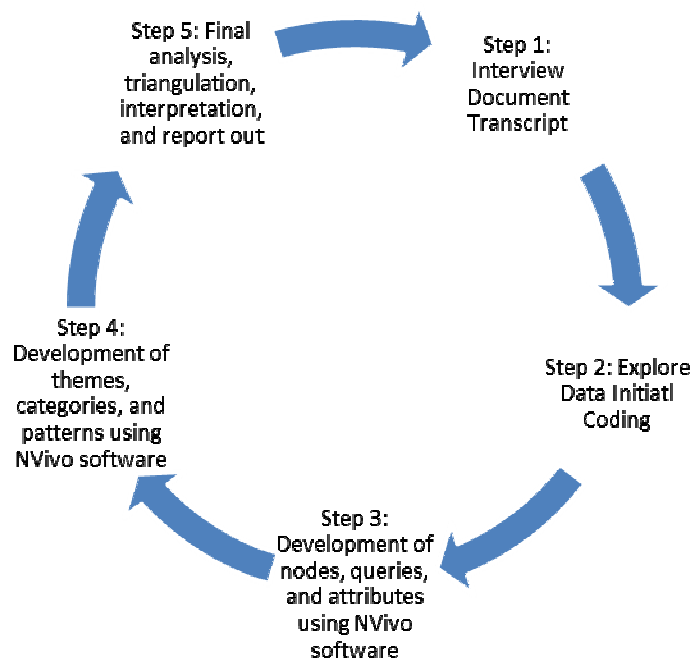 Step 1:
Interview
Document
Transcript
Step 2: Explore
Data Initiatl
Coding
Step 3:
Development of
nodes, queries,
and attributes
using NVivo
software
Step 4:
Development of
themes,
categories, and
patterns using
NVivo software
Step 5: Final
analysis,
triangulation,
interpretation,
and report out